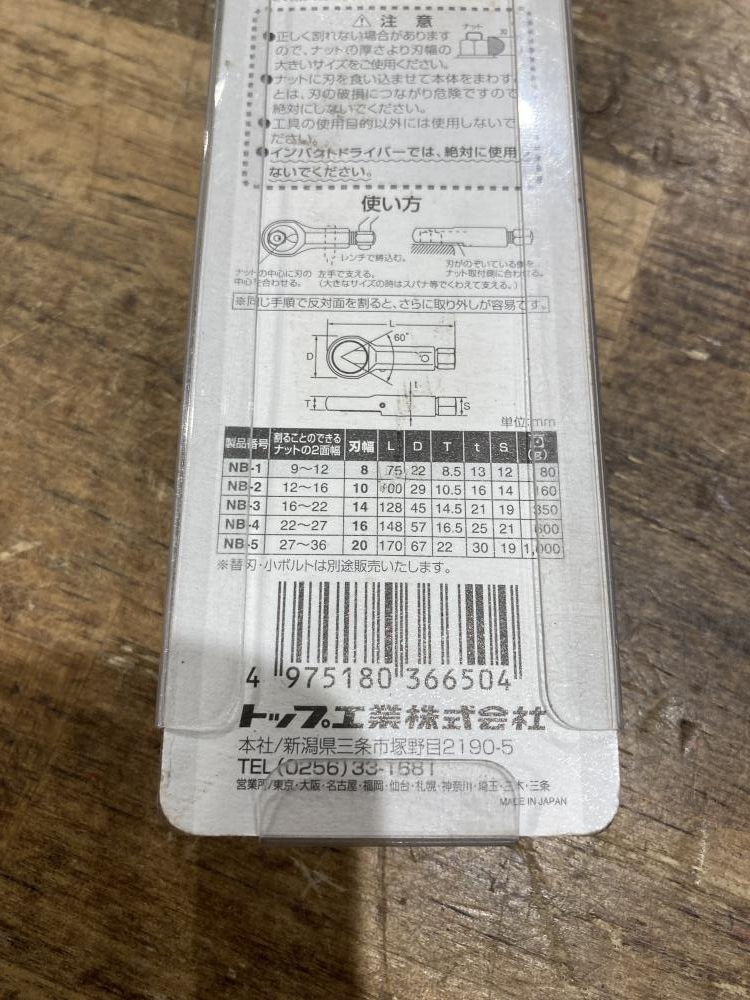 ⚠ 注意
●正しく割れない場合があります
ので、ナットの厚さより刃幅の
大きいサイズをご使用ください。
ナット
刃
●ナットに刃を食い込ませて本体をまわす
とは、刃の破損につながり危険ですので
絶対にしないでください。
●工具の使用目的以外には使用しないで
ださい。
●インパクトドライバーでは、絶対に使用
ないでください。
使い方
レンチで締込む。
ナットの中心に刃の
中心を合わせる。
左手で支える。
(大きなサイズの時はスパナ等でくわえて支える。)
刃がのぞいている側を
ナット取付側に合わせる。
※同じ手順で反対面を割ると、さらに取り外しが容易です。
L
D
60°
T
t
S
単位:mm
製品番号 割ることのできるナットの2面幅 刃幅 L D T t S (g)
NB-1 9〜12 8 75 22 8.5 13 12 80
NB-2 12〜16 10 100 29 10.5 16 14 160
NB-3 16〜22 14 128 45 14.5 21 19 350
NB-4 22〜27 16 148 57 16.5 25 21 600
NB-5 27〜36 20 170 67 22 30 19 1,000
※替刃・小ボルトは別途販売いたします。
4 975180 366504
トップ工業株式会社
本社/新潟県三条市塚野目2190-5
TEL(0256)33-1681
営業所/東京・大阪・名古屋・福岡・仙台・札幌・神奈川・埼玉・三木・三条
MADE IN JAPAN